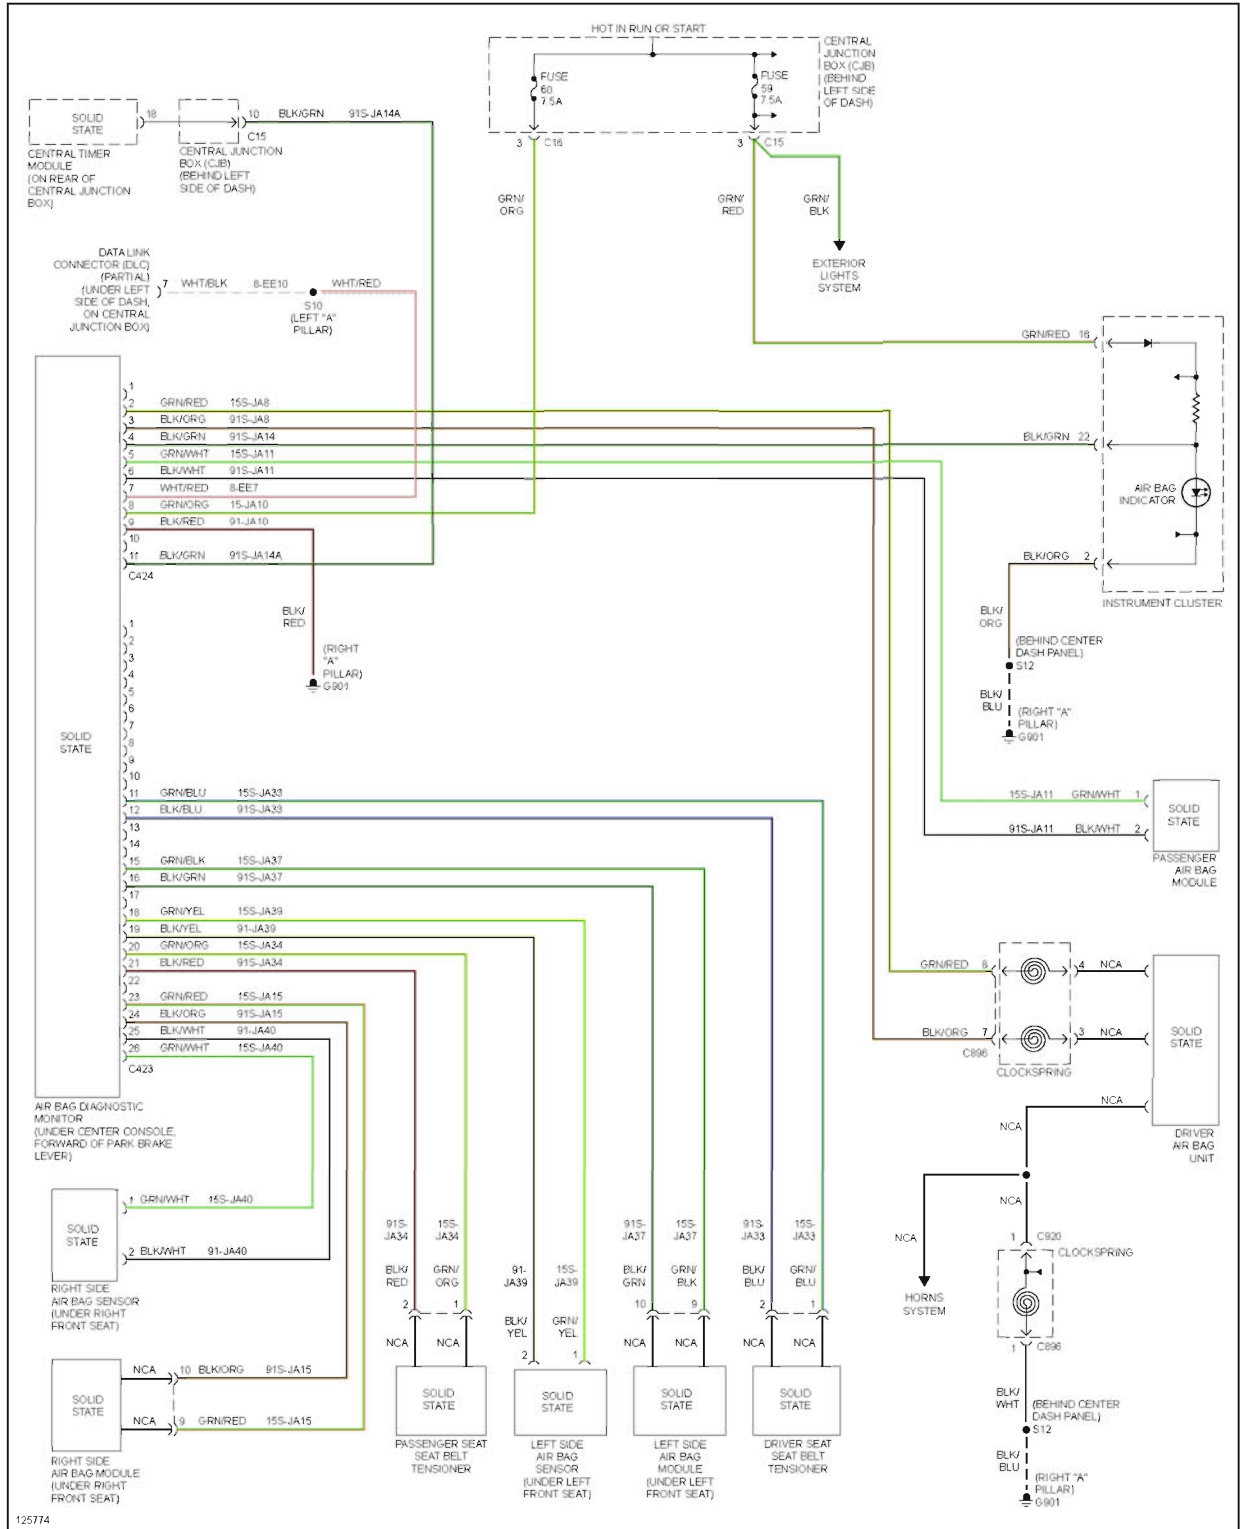 HOT IN RUN OR START
CENTRAL
JUNCTION
BOX (CJB)
(BEHIND
LEFT SIDE
OF DASH)
FUSE
60
7.5A
FUSE
59
7.5A
3 C16
3 C15
GRN/
ORG
GRN/
RED
GRN/
BLK
EXTERIOR
LIGHTS
SYSTEM
SOLID
STATE
18
10 BLK/GRN 91S-JA14A
C15
CENTRAL TIMER
MODULE
(ON REAR OF
CENTRAL JUNCTION
BOX)
CENTRAL JUNCTION
BOX (CJB)
(BEHIND LEFT
SIDE OF DASH)
DATA LINK
CONNECTOR (DLC)
(PARTIAL)
(UNDER LEFT
SIDE OF DASH,
ON CENTRAL
JUNCTION BOX)
7 WHT/BLK 8-EE10 WHT/RED
S10
(LEFT "A"
PILLAR)
1
2 GRN/RED 15S-JA8
3 BLK/ORG 91S-JA8
4 BLK/GRN 91S-JA14
5 GRN/WHT 15S-JA11
6 BLK/WHT 91S-JA11
7 WHT/RED 8-EE7
8 GRN/ORG 15-JA10
9 BLK/RED 91-JA10
10
11 BLK/GRN 91S-JA14A
C424
BLK/
RED
(RIGHT
"A"
PILLAR)
G901
GRN/RED 16
BLK/GRN 22
AIR BAG
INDICATOR
BLK/ORG 2
INSTRUMENT CLUSTER
BLK/
ORG
(BEHIND CENTER
DASH PANEL)
S12
BLK/
BLU
(RIGHT "A"
PILLAR)
G901
SOLID
STATE
1
2
3
4
5
6
7
8
9
10
11 GRN/BLU 15S-JA33
12 BLK/BLU 91S-JA33
13
14
15 GRN/BLK 15S-JA37
16 BLK/GRN 91S-JA37
17
18 GRN/YEL 15S-JA39
19 BLK/YEL 91-JA39
20 GRN/ORG 15S-JA34
21 BLK/RED 91S-JA34
22
23 GRN/RED 15S-JA15
24 BLK/ORG 91S-JA15
25 BLK/WHT 91-JA40
26 GRN/WHT 15S-JA40
C423
AIR BAG DIAGNOSTIC
MONITOR
(UNDER CENTER CONSOLE,
FORWARD OF PARK BRAKE
LEVER)
15S-JA11 GRN/WHT 1
91S-JA11 BLK/WHT 2
SOLID
STATE
PASSENGER
AIR BAG
MODULE
GRN/RED 8
4 NCA
BLK/ORG 7
3 NCA
C896
CLOCKSPRING
SOLID
STATE
NCA
DRIVER
AIR BAG
UNIT
NCA
NCA
NCA
HORNS
SYSTEM
1 C920
CLOCKSPRING
1 C896
BLK/
WHT
(BEHIND CENTER
DASH PANEL)
S12
BLK/
BLU
(RIGHT "A"
PILLAR)
G901
SOLID
STATE
1 GRN/WHT 15S-JA40
2 BLK/WHT 91-JA40
RIGHT SIDE
AIR BAG SENSOR
(UNDER RIGHT
FRONT SEAT)
SOLID
STATE
NCA 10 BLK/ORG 91S-JA15
NCA 9 GRN/RED 15S-JA15
RIGHT SIDE
AIR BAG MODULE
(UNDER RIGHT
FRONT SEAT)
91S-
JA34
15S-
JA34
BLK/
RED
GRN/
ORG
2 1
NCA NCA
SOLID
STATE
PASSENGER SEAT
SEAT BELT
TENSIONER
91-
JA39
15S-
JA39
BLK/
YEL
GRN/
YEL
2 1
SOLID
STATE
LEFT SIDE
AIR BAG
SENSOR
(UNDER LEFT
FRONT SEAT)
91S-
JA37
15S-
JA37
BLK/
GRN
GRN/
BLK
10 9
NCA NCA
SOLID
STATE
LEFT SIDE
AIR BAG
MODULE
(UNDER LEFT
FRONT SEAT)
91S-
JA33
15S-
JA33
BLK/
BLU
GRN/
BLU
2 1
NCA NCA
SOLID
STATE
DRIVER SEAT
SEAT BELT
TENSIONER
125774